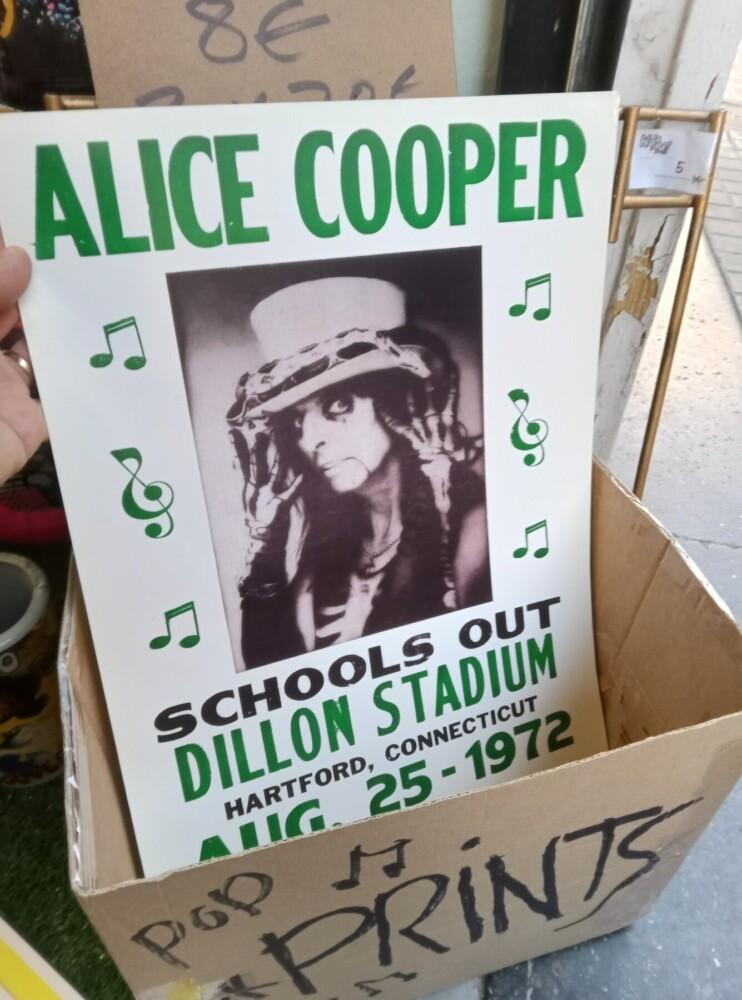 8€
ALICE COOPER
5
SCHOOLS OUT
DILLON STADIUM
HARTFORD, CONNECTICUT
AUG. 25-1972
POP
PRiNTS